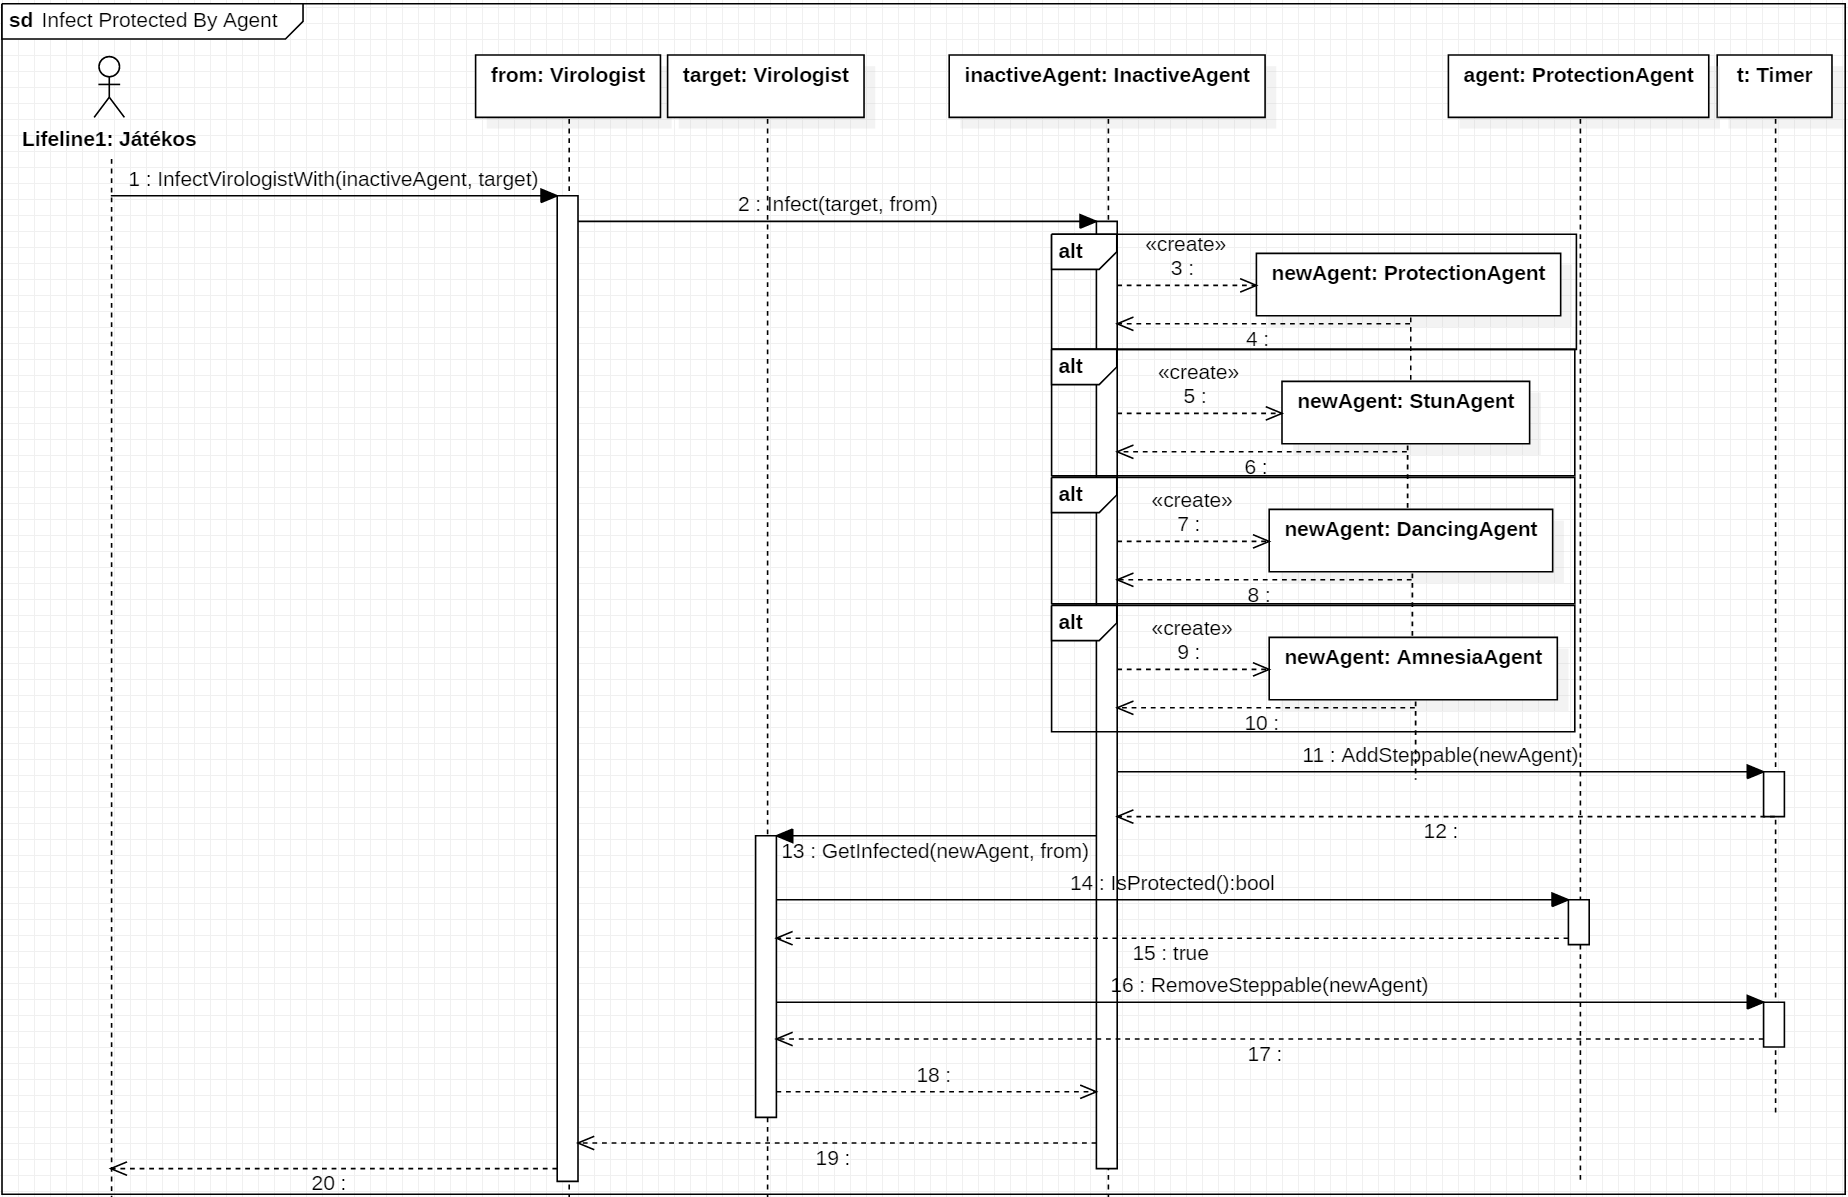 sd Infect Protected By Agent
from: Virologist
target: Virologist
inactiveAgent: InactiveAgent
agent: ProtectionAgent
t: Timer
Lifeline1: Játékos
1 : InfectVirologistWith(inactiveAgent, target)
2 : Infect(target, from)
alt
«create»
3 :
newAgent: ProtectionAgent
4 :
alt
«create»
5 :
newAgent: StunAgent
6 :
alt
«create»
7 :
newAgent: DancingAgent
8 :
alt
«create»
9 :
newAgent: AmnesiaAgent
10 :
11 : AddSteppable(newAgent)
12 :
13 : GetInfected(newAgent, from)
14 : IsProtected():bool
15 : true
16 : RemoveSteppable(newAgent)
17 :
18 :
19 :
20 :